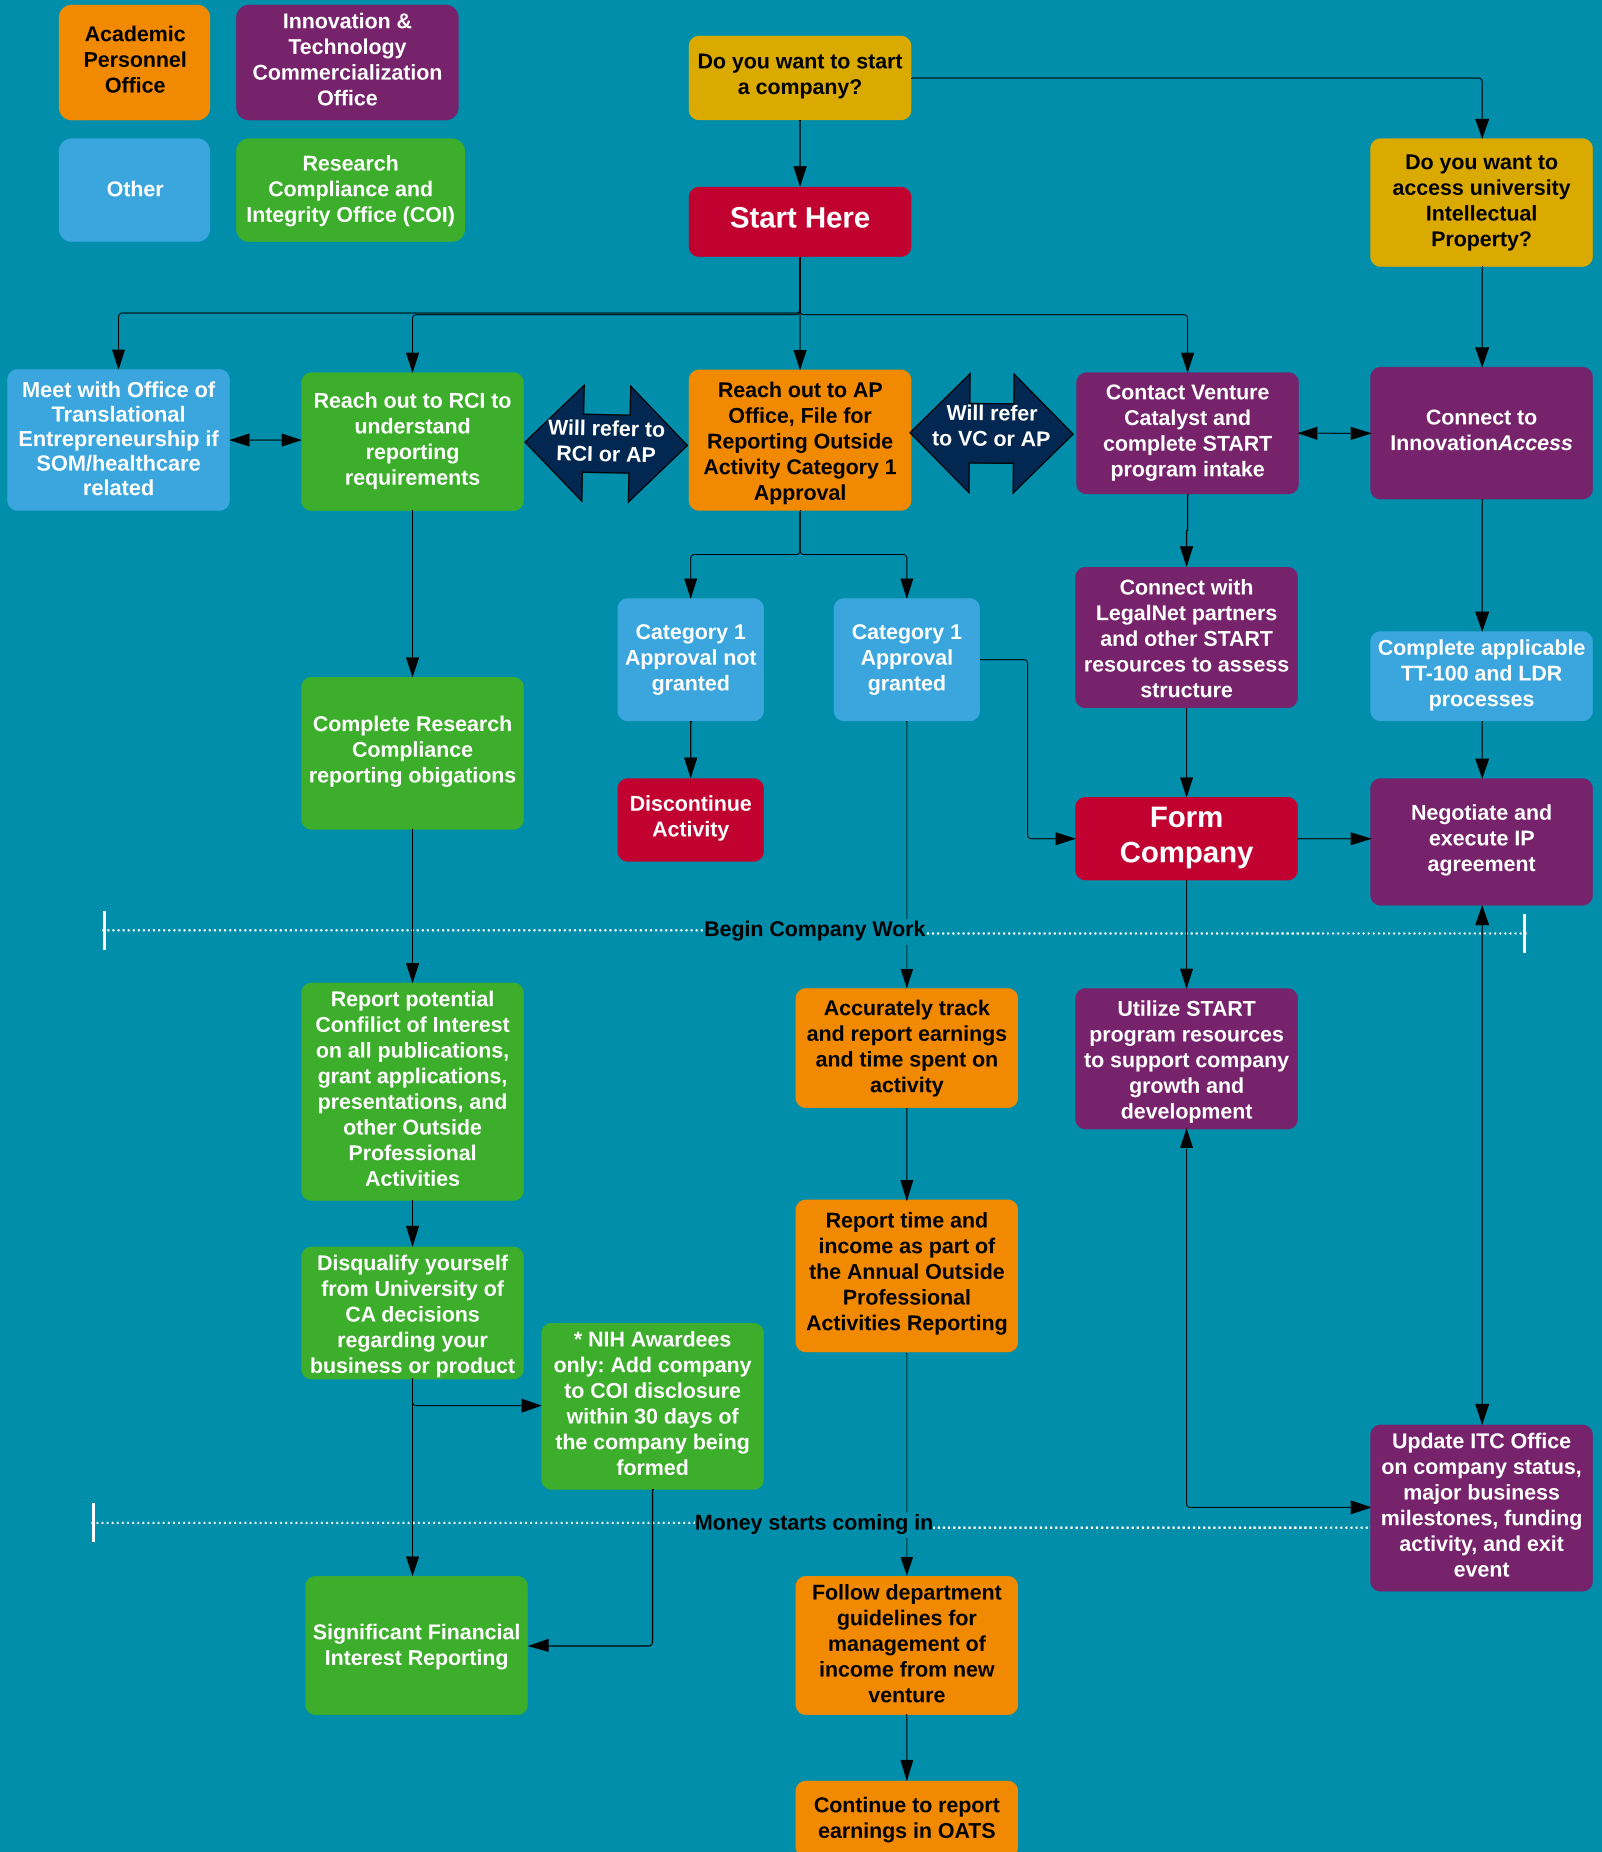 Academic
Personnel
Office
Innovation &
Technology
Commercialization
Office
Other
Research
Compliance and
Integrity Office (COI)
Do you want to start
a company?
Start Here
Do you want to
access university
Intellectual
Property?
Meet with Office of
Translational
Entrepreneurship if
SOM/healthcare
related
Reach out to RCI to
understand
reporting
requirements
Will refer to
RCI or AP
Reach out to AP
Office, File for
Reporting Outside
Activity Category 1
Approval
Will refer
to VC or AP
Contact Venture
Catalyst and
complete START
program intake
Connect to
InnovationAccess
Category 1
Approval not
granted
Category 1
Approval
granted
Connect with
LegalNet partners
and other START
resources to assess
structure
Complete applicable
TT-100 and LDR
processes
Complete Research
Compliance
reporting obigations
Discontinue
Activity
Form
Company
Negotiate and
execute IP
agreement
Begin Company Work
Report potential
Confilict of Interest
on all publications,
grant applications,
presentations, and
other Outside
Professional
Activities
Accurately track
and report earnings
and time spent on
activity
Utilize START
program resources
to support company
growth and
development
Report time and
income as part of
the Annual Outside
Professional
Activities Reporting
Disqualify yourself
from University of
CA decisions
regarding your
business or product
* NIH Awardees
only: Add company
to COI disclosure
within 30 days of
the company being
formed
Update ITC Office
on company status,
major business
milestones, funding
activity, and exit
event
Money starts coming in
Significant Financial
Interest Reporting
Follow department
guidelines for
management of
income from new
venture
Continue to report
earnings in OATS